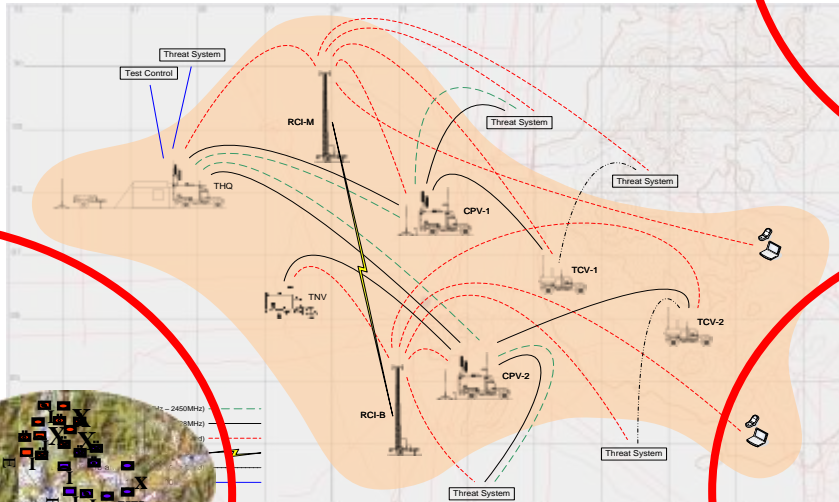 Threat System
Test Control
RCI-M
Threat System
THQ
CPV-1
Threat System
TCV-1
TNV
TCV-2
CPV-2
RCI-B
– 2450MHz)
Threat System
Threat System
X
X
X
x